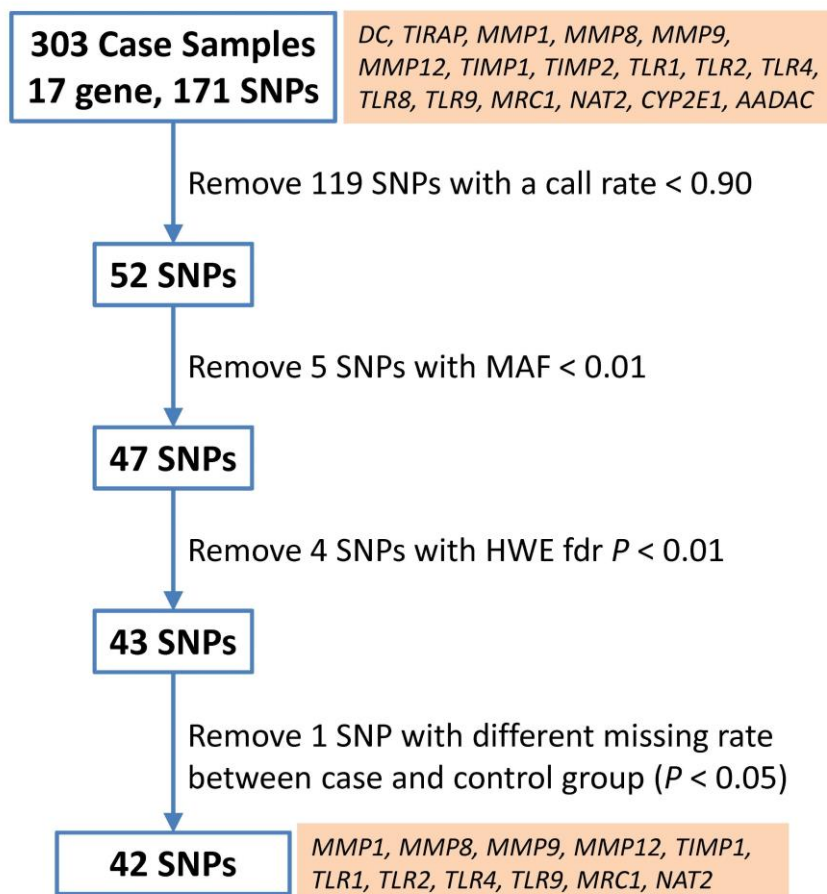 303 Case Samples
17 gene, 171 SNPs
DC, TIRAP, MMP1, MMP8, MMP9,
MMP12, TIMP1, TIMP2, TLR1, TLR2, TLR4,
TLR8, TLR9, MRC1, NAT2, CYP2E1, AADAC
Remove 119 SNPs with a call rate < 0.90
52 SNPs
Remove 5 SNPs with MAF < 0.01
47 SNPs
Remove 4 SNPs with HWE fdr P < 0.01
43 SNPs
Remove 1 SNP with different missing rate
between case and control group (P < 0.05)
42 SNPs
MMP1, MMP8, MMP9, MMP12, TIMP1,
TLR1, TLR2, TLR4, TLR9, MRC1, NAT2